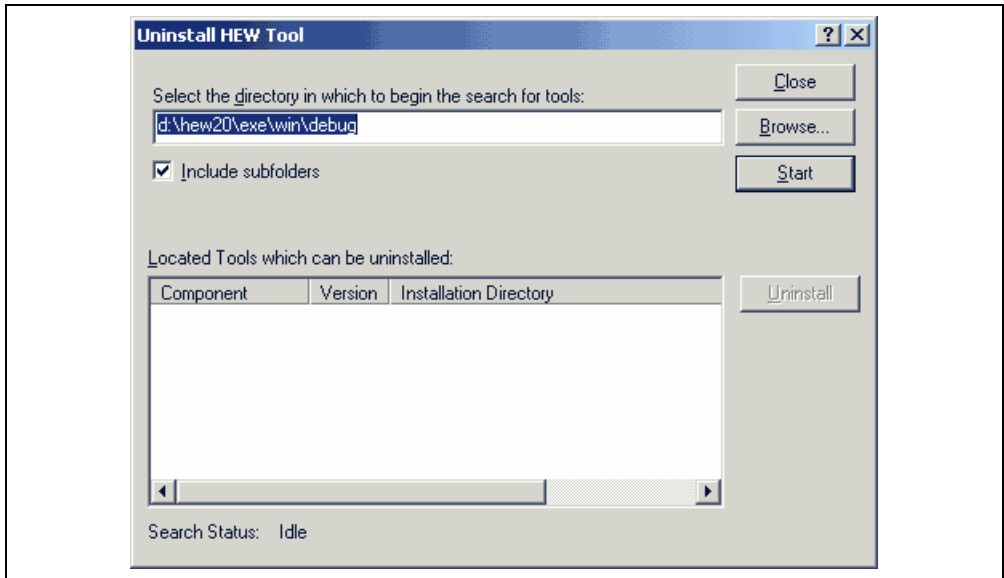 Uninstall HEW Tool
Select the directory in which to begin the search for tools:
d:\hew20\exe\win\debug
Include subfolders
Close
Browse...
Start
Located Tools which can be uninstalled:
Component Version Installation Directory
Uninstall
Search Status: Idle